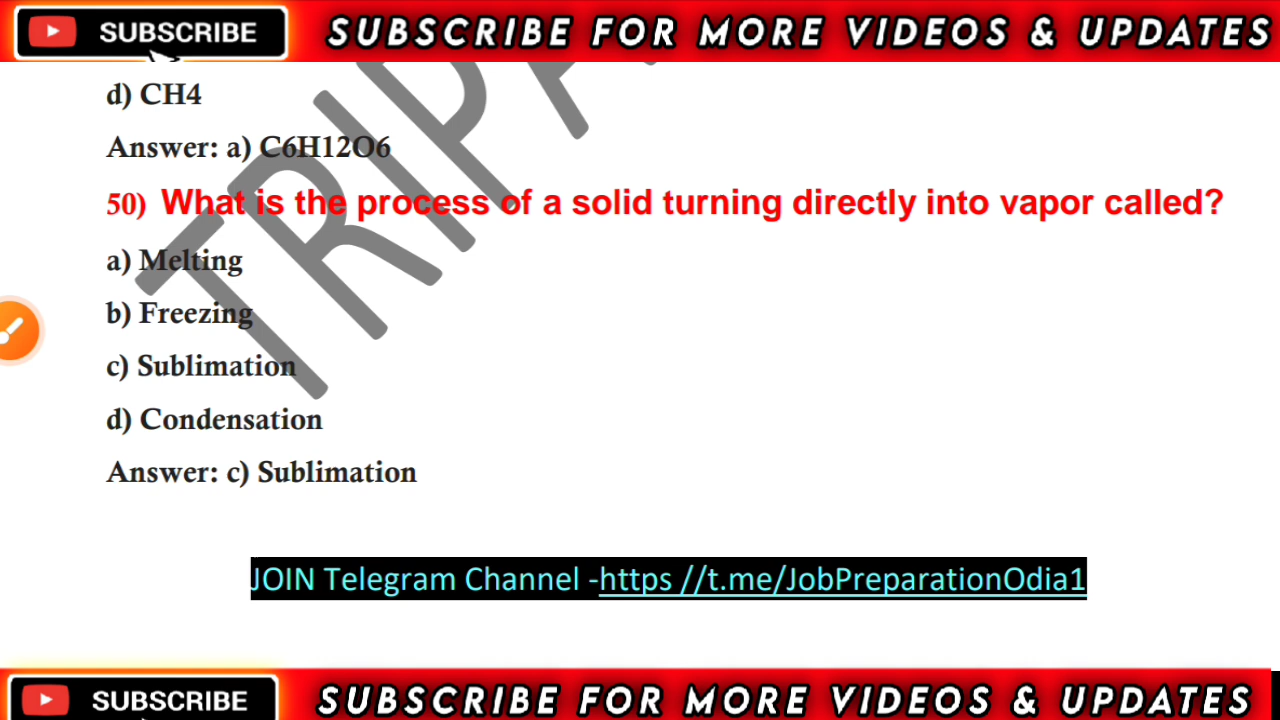 SUBSCRIBE SUBSCRIBE FOR MORE VIDEOS & UPDATES
d) CH4
Answer: a) C6H12O6
50) What is the process of a solid turning directly into vapor called?
a) Melting
b) Freezing
c) Sublimation
d) Condensation
Answer: c) Sublimation
JOIN Telegram Channel -https //t.me/JobPreparationOdia1
SUBSCRIBE SUBSCRIBE FOR MORE VIDEOS & UPDATES